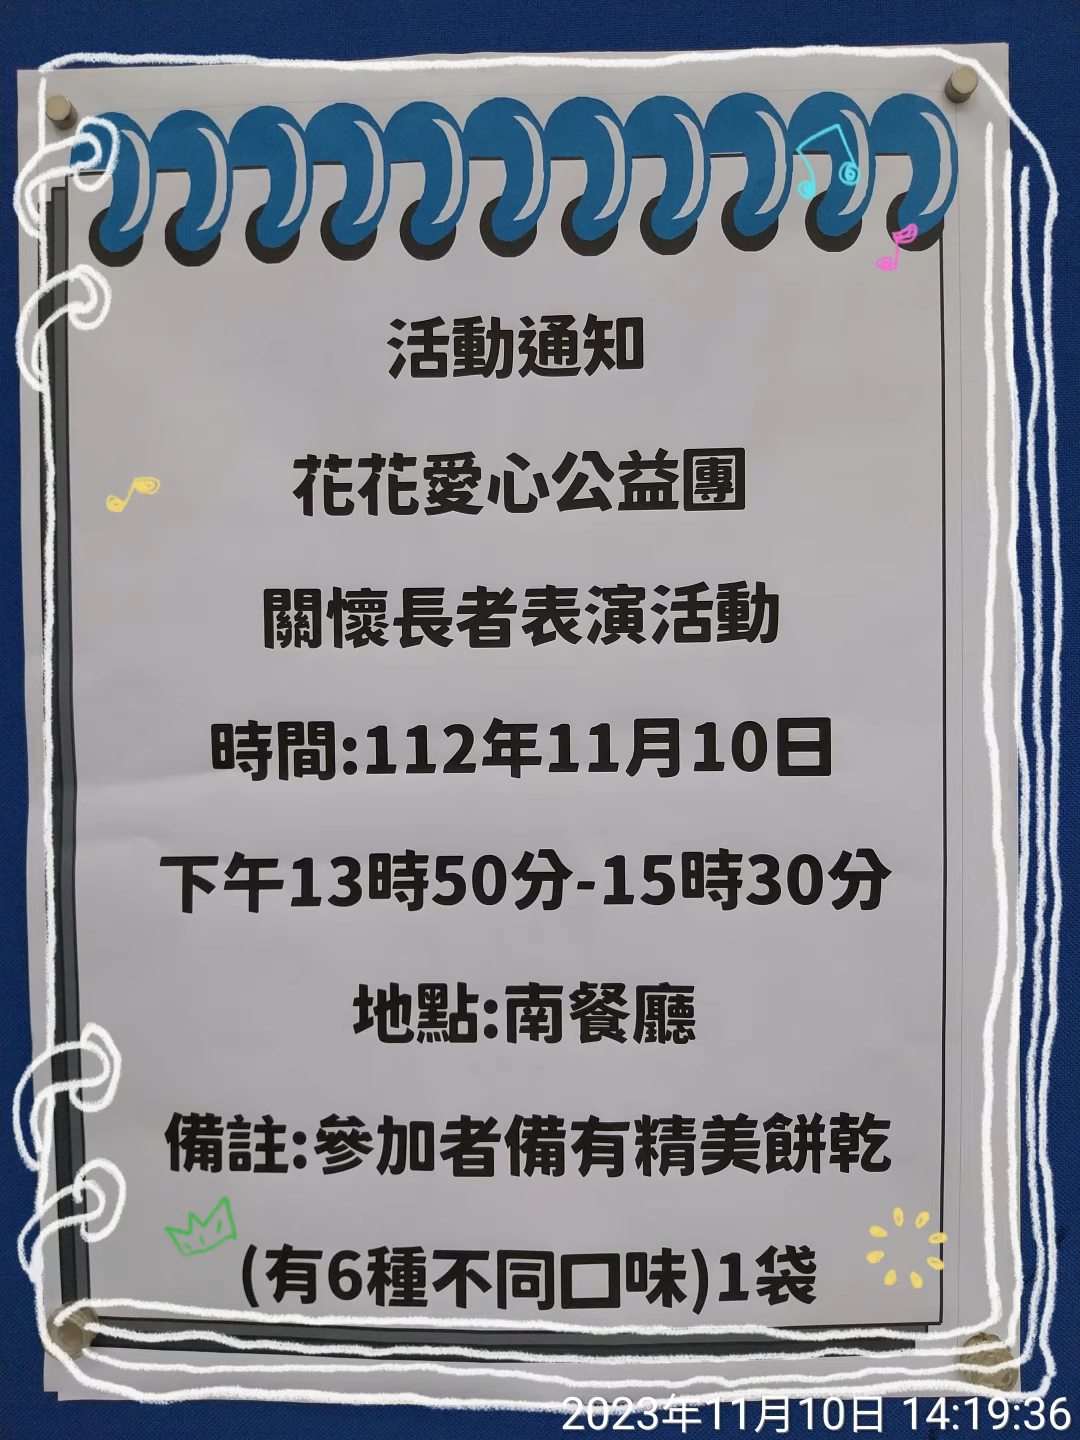 活動通知
花花愛心公益團
關懷長者表演活動
時間:112年11月10日
下午13時50分-15時30分
地點:南餐廳
備註:參加者備有精美餅乾
(有6種不同口味)1袋
2023年11月10日 14:19:36